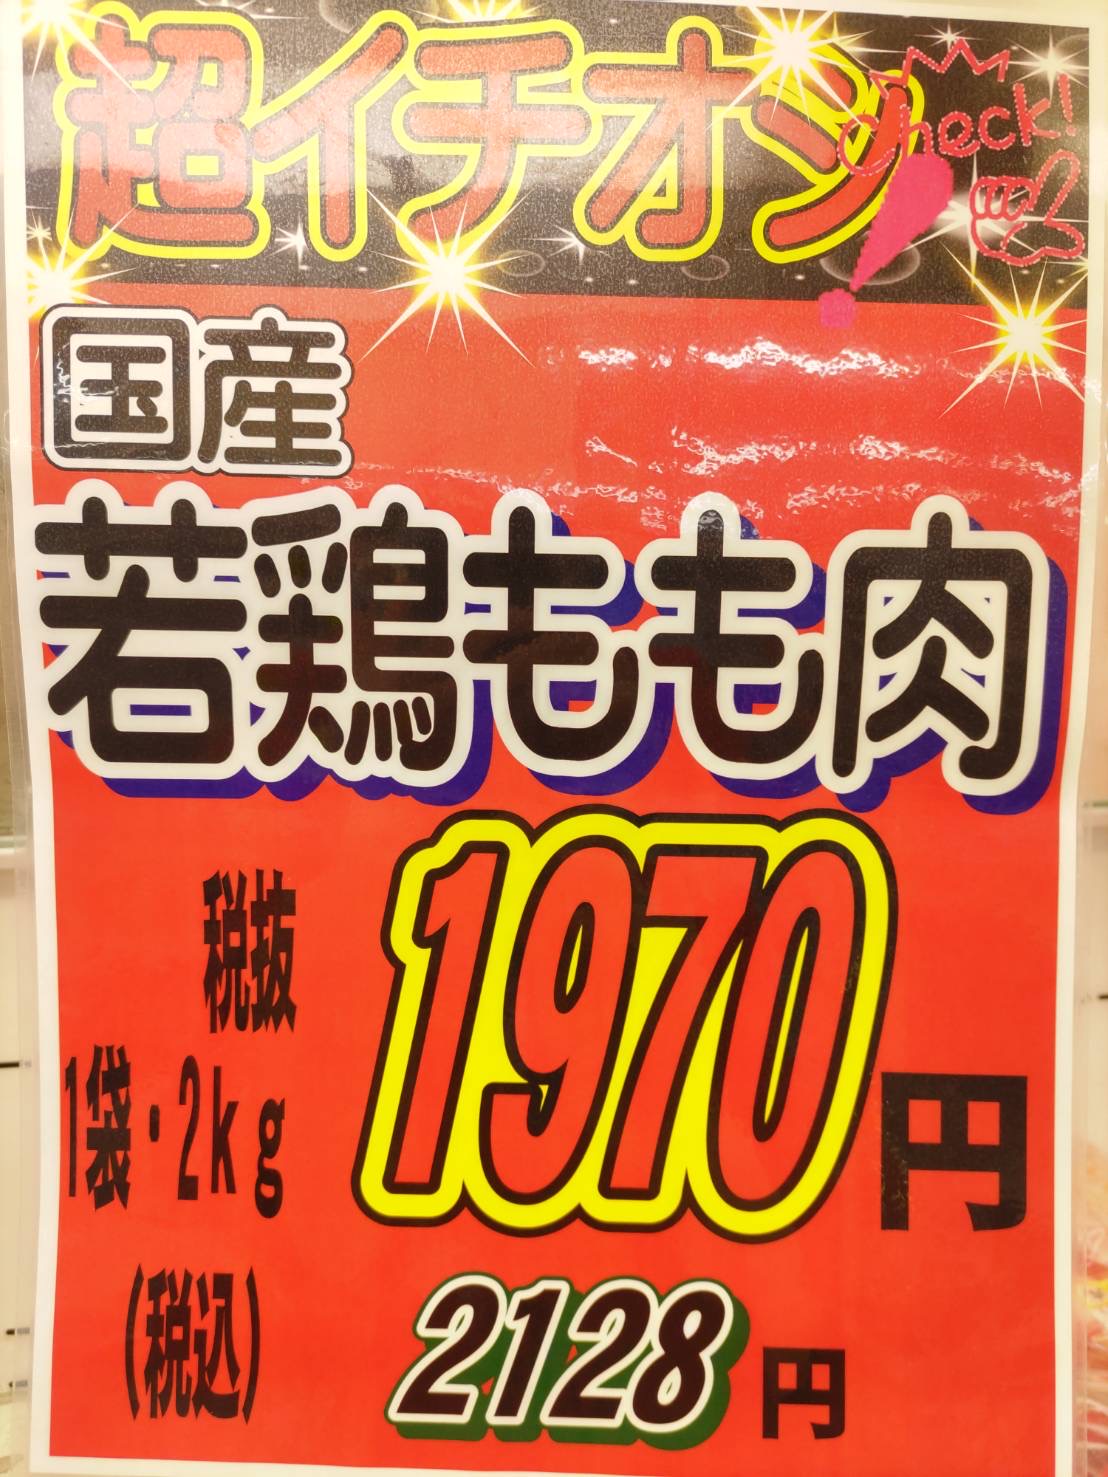 超イチオシ
check!
国産
若鶏もも肉
税抜
1袋・2kg
1970円
(税込)
2128円